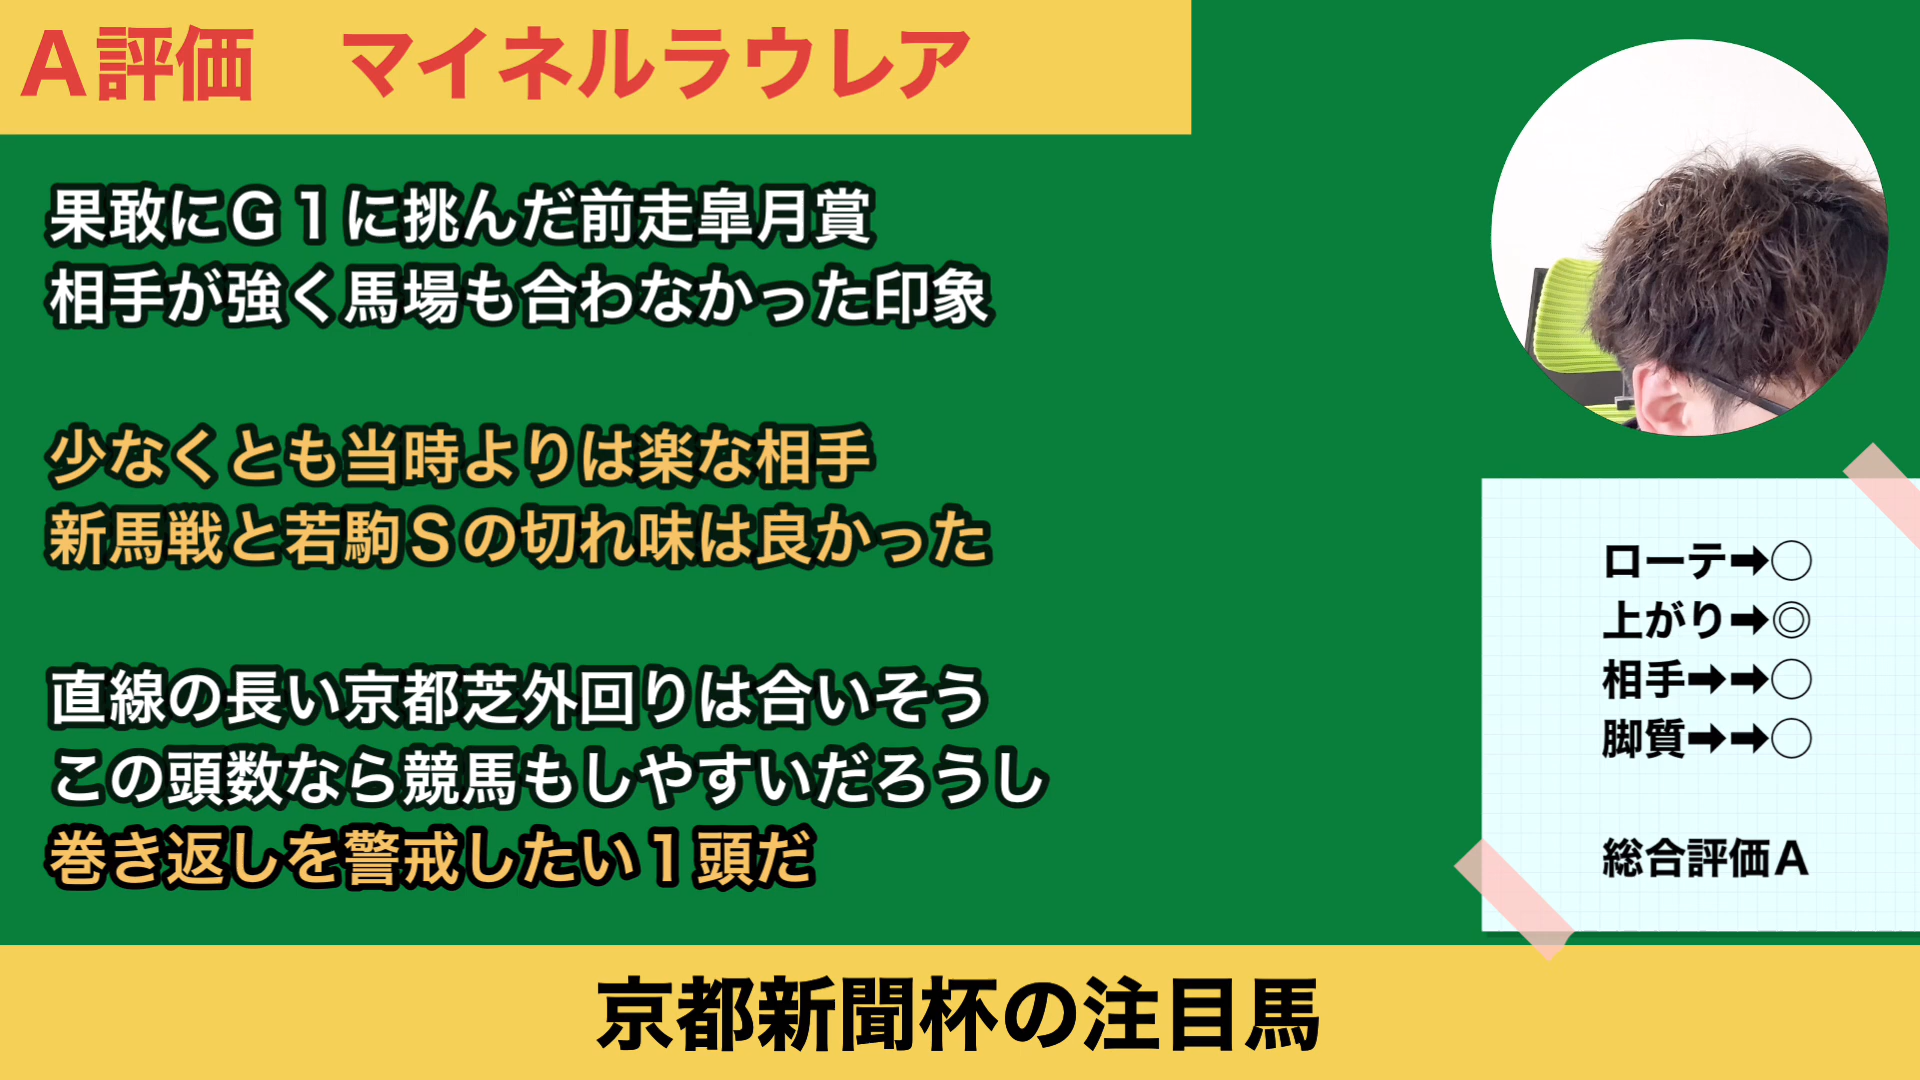 A評価　マイネルラウレア
果敢にG1に挑んだ前走皐月賞
相手が強く馬場も合わなかった印象
少なくとも当時よりは楽な相手
新馬戦と若駒Sの切れ味は良かった
直線の長い京都芝外回りは合いそう
この頭数なら競馬もしやすいだろうし
巻き返しを警戒したい1頭だ
ローテ➡◯
上がり➡◎
相手➡➡◯
脚質➡➡◯
総合評価A
京都新聞杯の注目馬